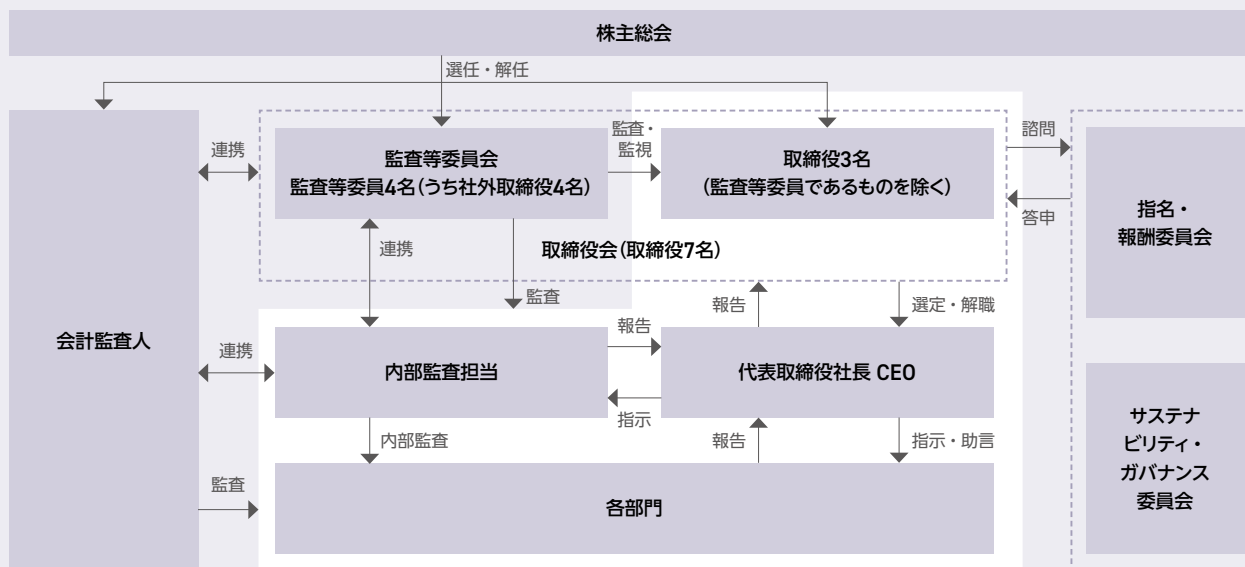 株主総会
選任・解任
連携
監査等委員会
監査等委員4名（うち社外取締役4名）
監査・
監視
取締役3名
（監査等委員であるものを除く）
諮問
答申
指名・
報酬委員会
取締役会（取締役7名）
連携
監査
報告
選定・解職
会計監査人
連携
内部監査担当
報告
指示
代表取締役社長 CEO
内部監査
報告
指示・助言
サステナ
ビリティ・
ガバナンス
委員会
監査
各部門